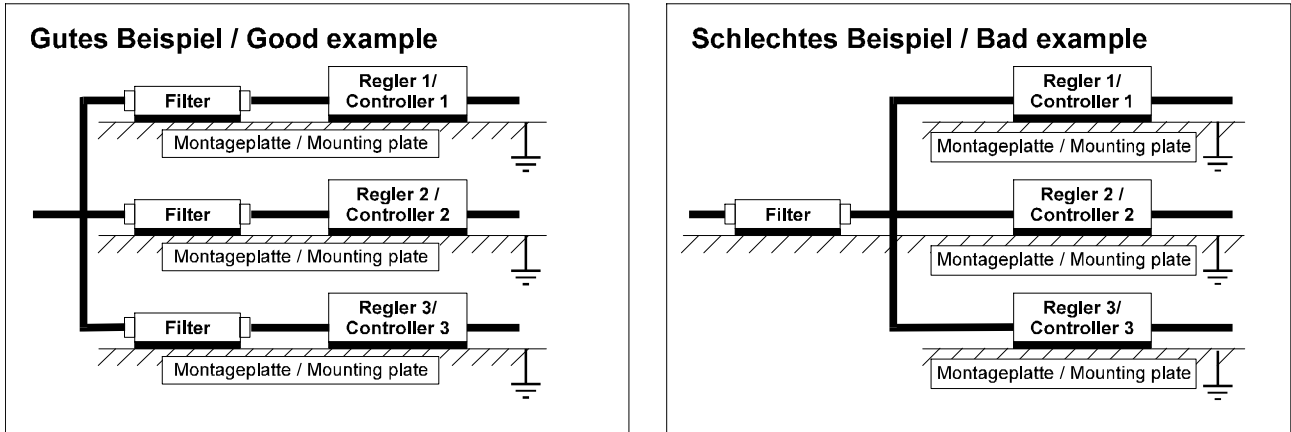 Gutes Beispiel / Good example
Filter
Regler 1/
Controller 1
Montageplatte / Mounting plate
Filter
Regler 2 /
Controller 2
Montageplatte / Mounting plate
Filter
Regler 3/
Controller 3
Montageplatte / Mounting plate
Schlechtes Beispiel / Bad example
Regler 1/
Controller 1
Montageplatte / Mounting plate
Filter
Regler 2 /
Controller 2
Montageplatte / Mounting plate
Regler 3/
Controller 3
Montageplatte / Mounting plate